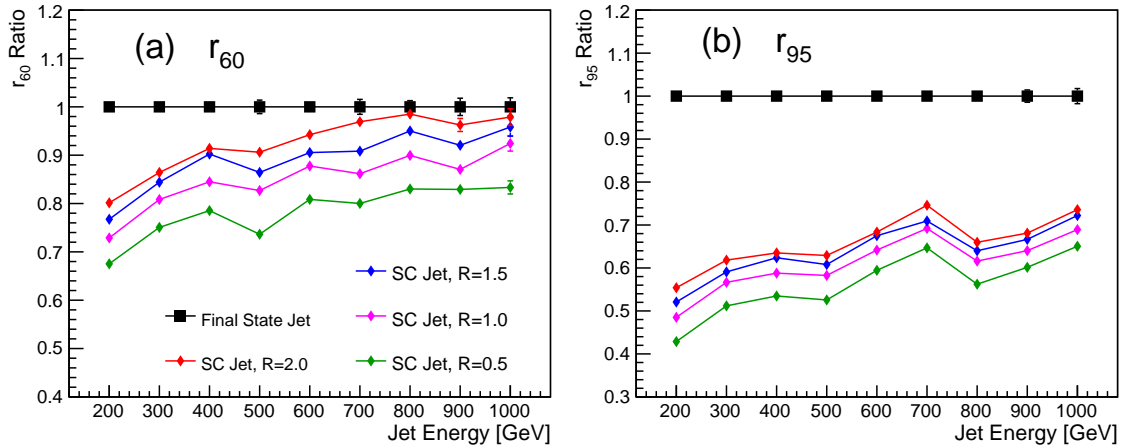 r60 Ratio
1.2
1.1
1
0.9
0.8
0.7
0.6
0.5
0.4
(a) r60
SC Jet, R=1.5
Final State Jet
SC Jet, R=1.0
SC Jet, R=2.0
SC Jet, R=0.5
200 300 400 500 600 700 800 900 1000
Jet Energy [GeV]
r95 Ratio
1.2
1.1
1
0.9
0.8
0.7
0.6
0.5
0.4
0.3
(b) r95
200 300 400 500 600 700 800 900 1000
Jet Energy [GeV]